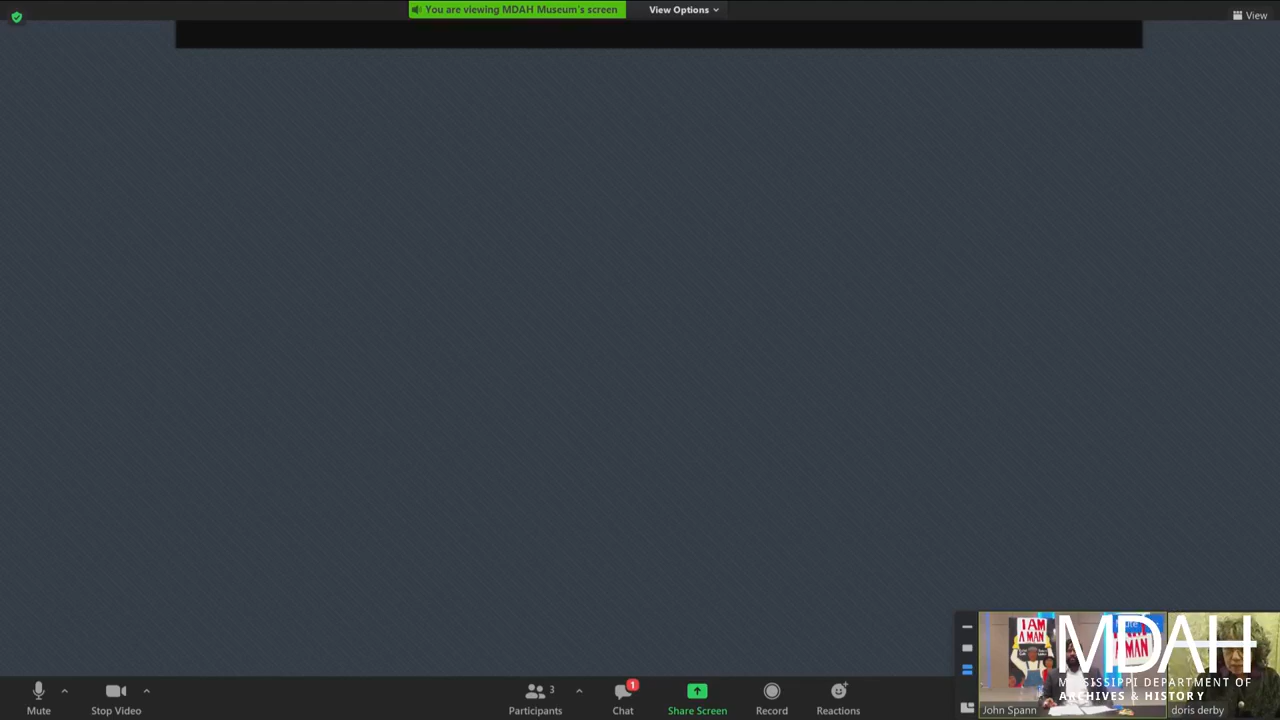 You are viewing MDAH Museum's screen
View Options
View
I AM
A MAN
MDAH
MAN
MISSISSIPPI DEPARTMENT OF
ARCHIVES & HISTORY
John Spann
doris derby
Mute
Stop Video
Participants
3
Chat
1
Share Screen
Record
Reactions